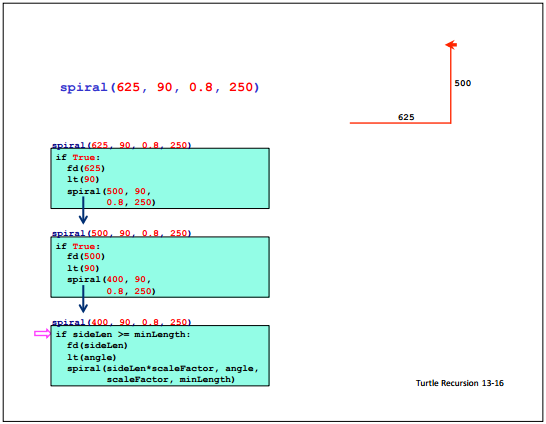 spiral(625, 90, 0.8, 250)
500
625
spiral(625, 90, 0.8, 250)
if True:
fd(625)
lt(90)
spiral(500, 90,
0.8, 250)
spiral(500, 90, 0.8, 250)
if True:
fd(500)
lt(90)
spiral(400, 90,
0.8, 250)
spiral(400, 90, 0.8, 250)
if sideLen >= minLength:
fd(sideLen)
lt(angle)
spiral(sideLen*scaleFactor, angle,
scaleFactor, minLength)
Turtle Recursion 13-16